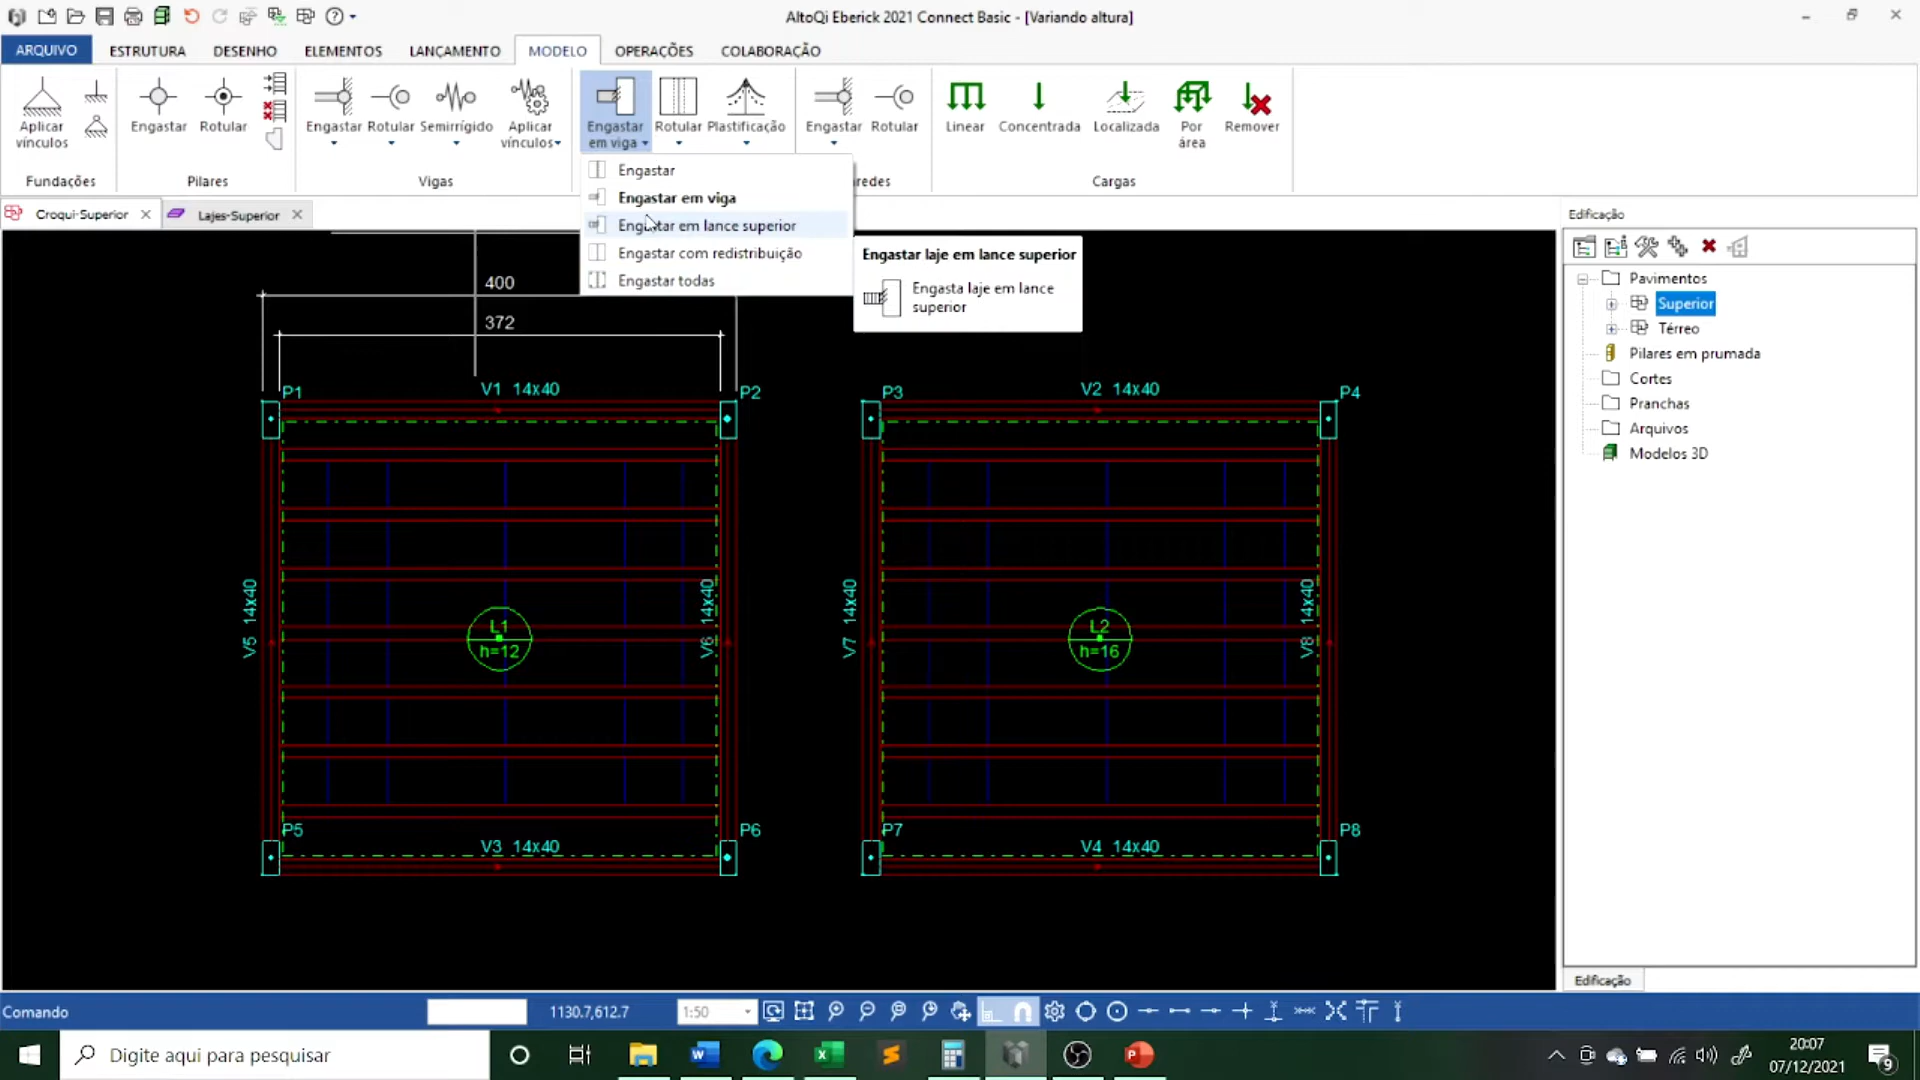 AltoQi Eberick 2021 Connect Basic - [Variando altura]
ARQUIVO
ESTRUTURA
DESENHO
ELEMENTOS
LANÇAMENTO
MODELO
OPERAÇÕES
COLABORAÇÃO
Aplicar vínculos
Engastar
Rotular
Engastar
Rotular
Semirrígido
Aplicar vínculos
Engastar em viga
Rotular
Plastificação
Engastar
Rotular
Linear
Concentrada
Localizada
Por área
Remover
Fundações
Pilares
Vigas
redes
Cargas
Engastar
Engastar em viga
Engastar em lance superior
Engastar com redistribuição
Engastar todas
Engastar laje em lance superior
Engasta laje em lance
superior
Croqui-Superior
Lajes-Superior
Edificação
Pavimentos
Superior
Térreo
Pilares em prumada
Cortes
Pranchas
Arquivos
Modelos 3D
Edificação
400
372
P1
V1 14x40
P2
P3
V2 14x40
P4
V5 14x40
L1
h=12
V6 14x40
V7 14x40
L2
h=16
V8 14x40
P5
V3 14x40
P6
P7
V4 14x40
P8
Comando
1130.7,612.7
1:50
Digite aqui para pesquisar
20:07
07/12/2021
9